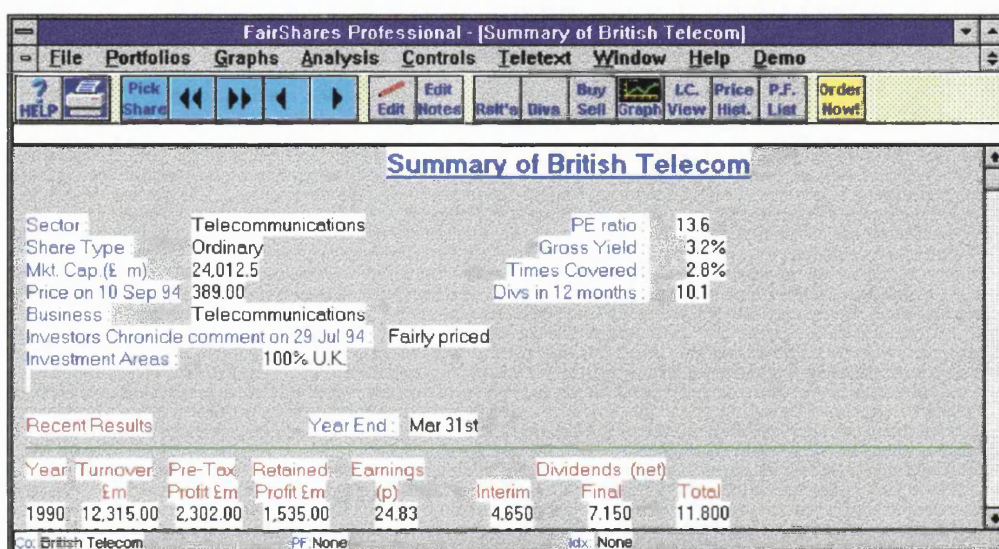 FairShares Professional - [Summary of British Telecom]
File Portfolios Graphs Analysis Controls Teletext Window Help Demo
? HELP Pick Share Edit Edit Notes Rslt's Divs Buy Sell Graph I.C. View Price Hist. P.F. List Order Now!
Summary of British Telecom
Sector : Telecommunications PE ratio : 13.6
Share Type : Ordinary Gross Yield : 3.2%
Mkt. Cap.(£ m) 24,012.5 Times Covered : 2.8%
Price on 10 Sep 94 389.00 Divs in 12 months : 10.1
Business : Telecommunications
Investors Chronicle comment on 29 Jul 94 : Fairly priced
Investment Areas : 100% U.K.
Recent Results Year End : Mar 31st
Year Turnover Pre-Tax Retained Earnings Dividends (net)
£m Profit £m Profit £m (p) Interim Final Total
1990 12,315.00 2,302.00 1,535.00 24.83 4.650 7.150 11.800
Co: British Telecom PF: None Idx: None